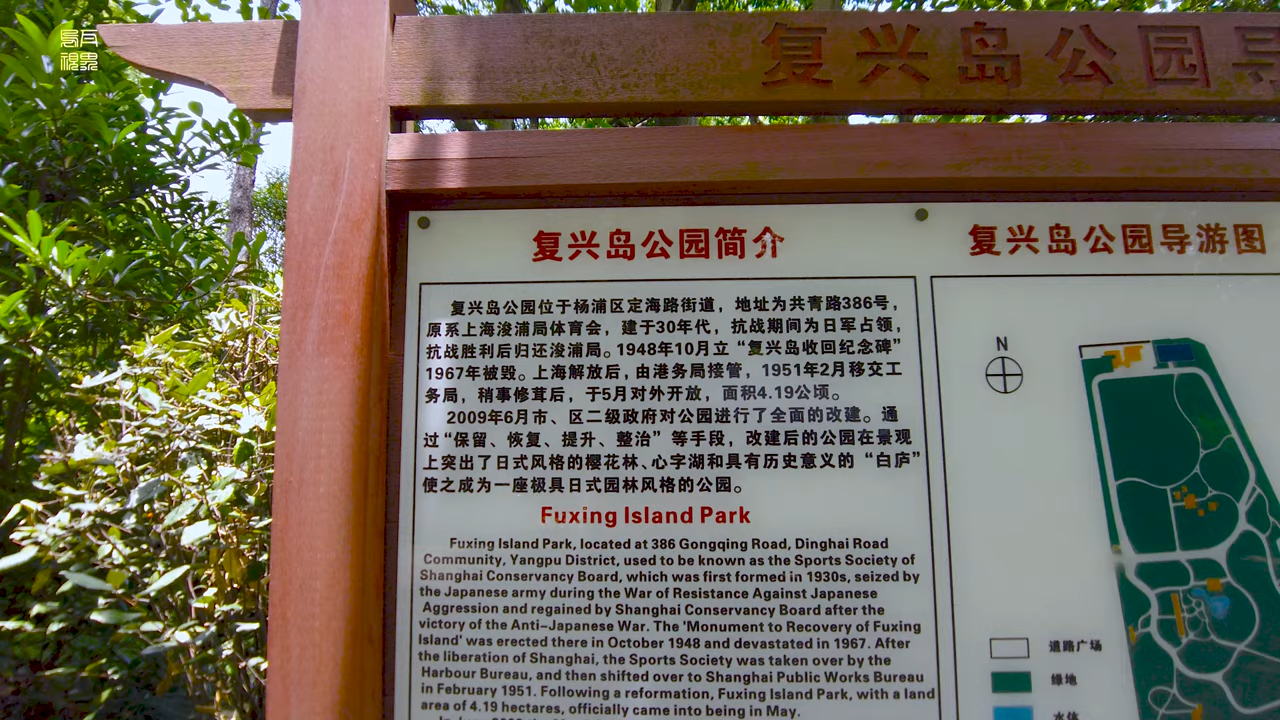 乌有視界
复兴岛公园导
复兴岛公园简介
复兴岛公园位于杨浦区定海路街道，地址为共青路386号，
原系上海浚浦局体育会，建于30年代，抗战期间为日军占领，
抗战胜利后归还浚浦局。1948年10月立“复兴岛收回纪念碑”
1967年被毁。上海解放后，由港务局接管，1951年2月移交工
务局，稍事修葺后，于5月对外开放，面积4.19公顷。
2009年6月市、区二级政府对公园进行了全面的改建。通
过“保留、恢复、提升、整治”等手段，改建后的公园在景观
上突出了日式风格的樱花林、心字湖和具有历史意义的“白庐”
使之成为一座极具日式园林风格的公园。
Fuxing Island Park
Fuxing Island Park, located at 386 Gongqing Road, Dinghai Road
Community, Yangpu District, used to be known as the Sports Society of
Shanghai Conservancy Board, which was first formed in 1930s, seized by
the Japanese army during the War of Resistance Against Japanese
Aggression and regained by Shanghai Conservancy Board after the
victory of the Anti-Japanese War. The 'Monument to Recovery of Fuxing
Island' was erected there in October 1948 and devastated in 1967. After
the liberation of Shanghai, the Sports Society was taken over by the
Harbour Bureau, and then shifted over to Shanghai Public Works Bureau
in February 1951. Following a reformation, Fuxing Island Park, with a land
area of 4.19 hectares, officially came into being in May.
复兴岛公园导游图
N
道路广场
绿地
水体